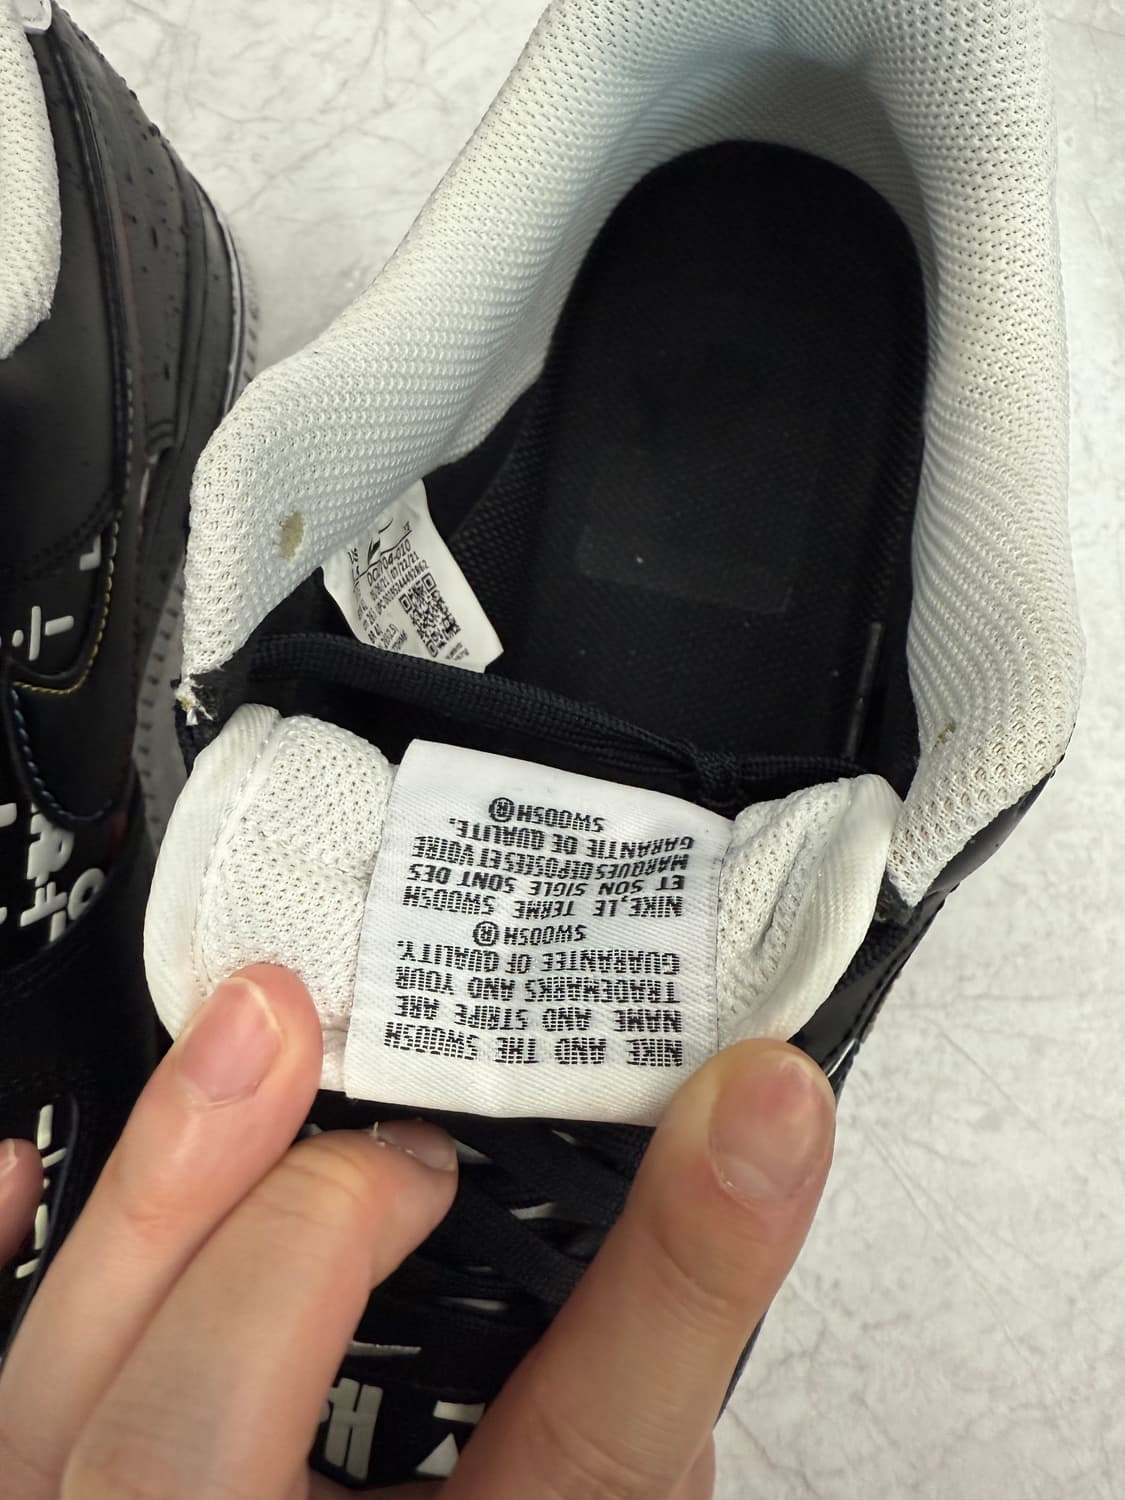 NIKE AND THE SWOOSH
NAME AND STRIPE ARE
TRADEMARKS AND YOUR
GUARANTEE OF QUALITY.
SWOOSH®
NIKE,LE TERME SWOOSH
ET SON SIGLE SONT DES
MARQUES DEPOSEES ET VOTRE
GARANTIE DE QUALITE.
SWOOSH®